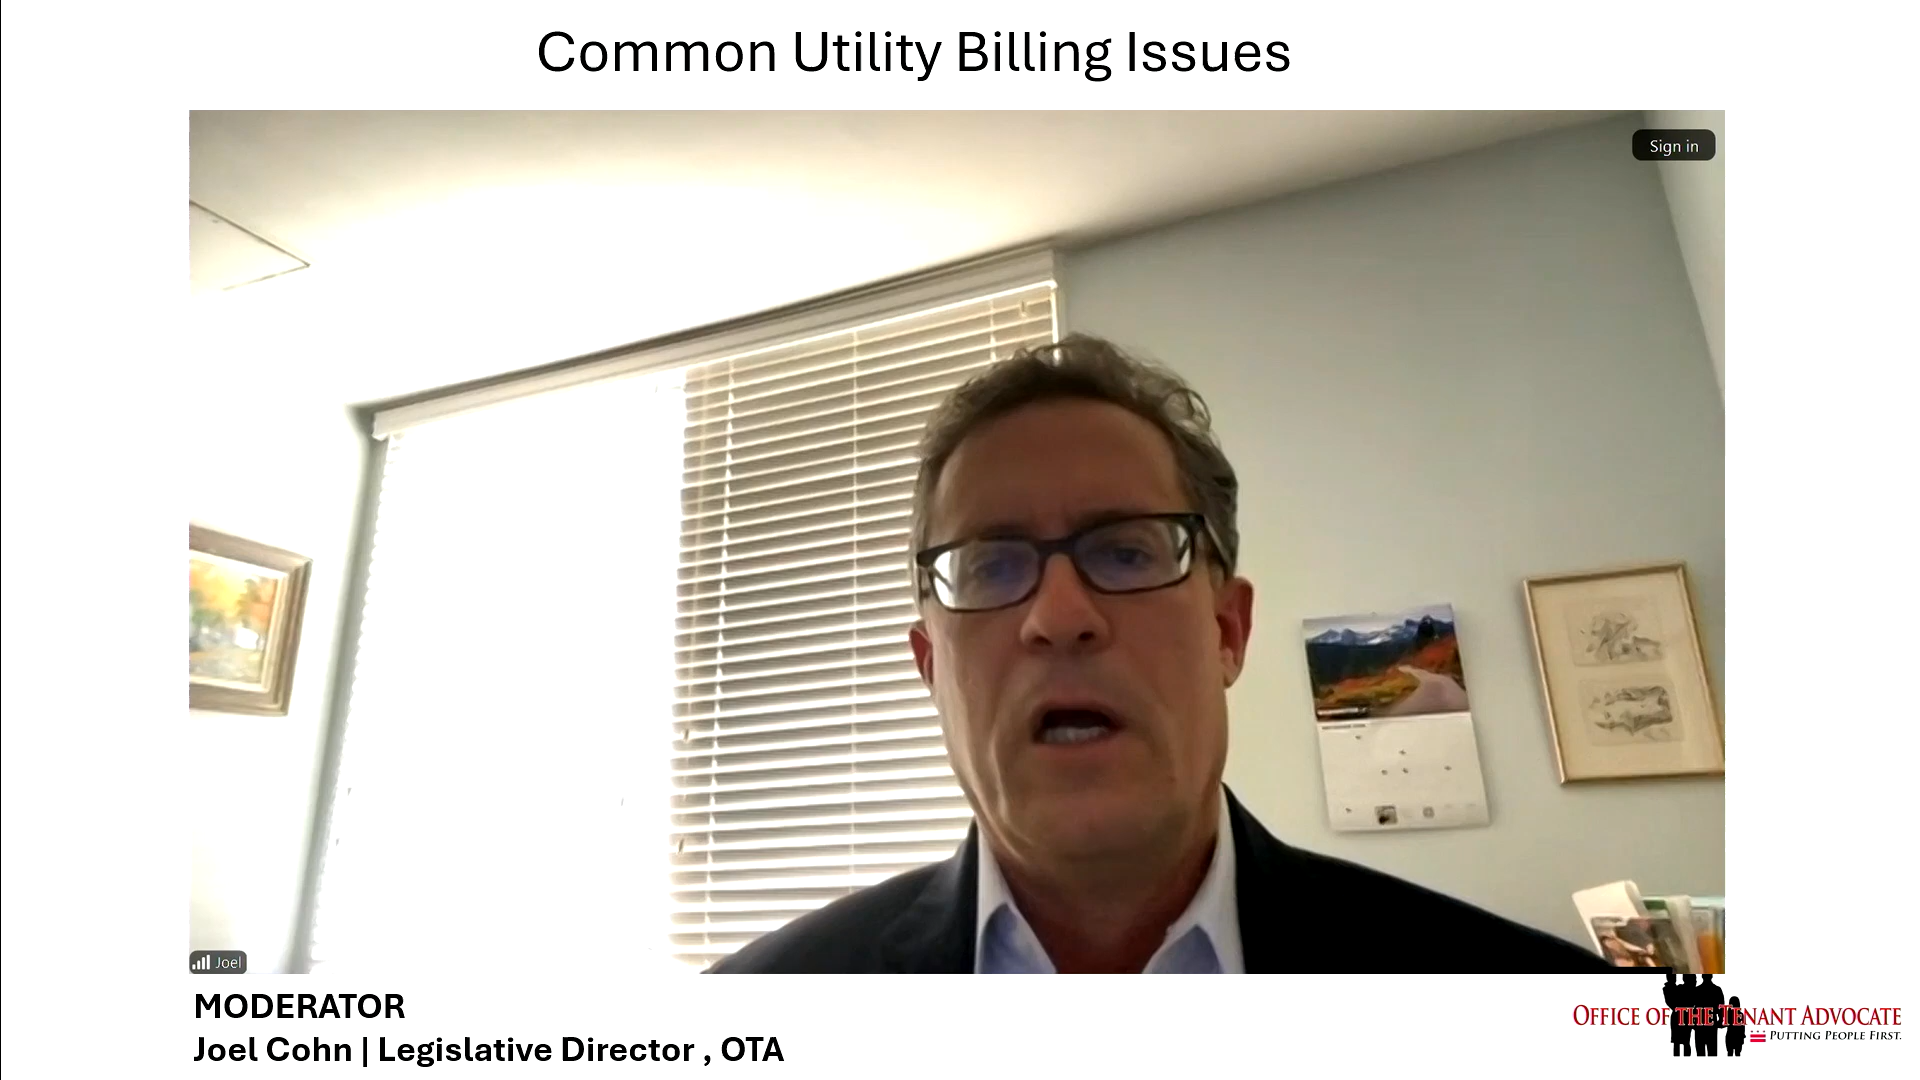 Common Utility Billing Issues
Sign in
Joel
MODERATOR
Joel Cohn | Legislative Director , OTA
OFFICE OF THE TENANT ADVOCATE
PUTTING PEOPLE FIRST.